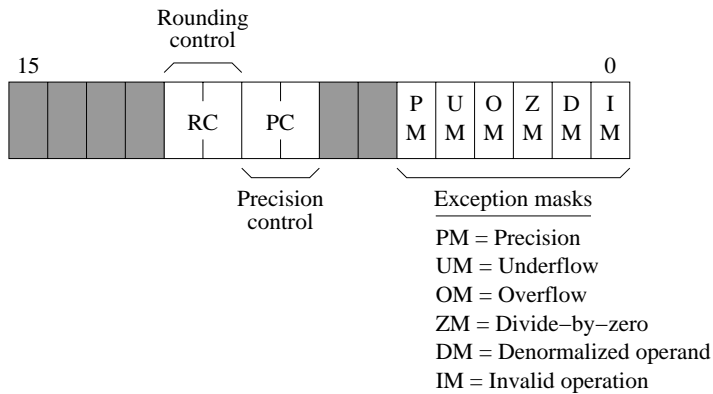 Rounding
control
15 0
RC PC P U O Z D I
M M M M M M
Precision
control
Exception masks
PM = Precision
UM = Underflow
OM = Overflow
ZM = Divide−by−zero
DM = Denormalized operand
IM = Invalid operation